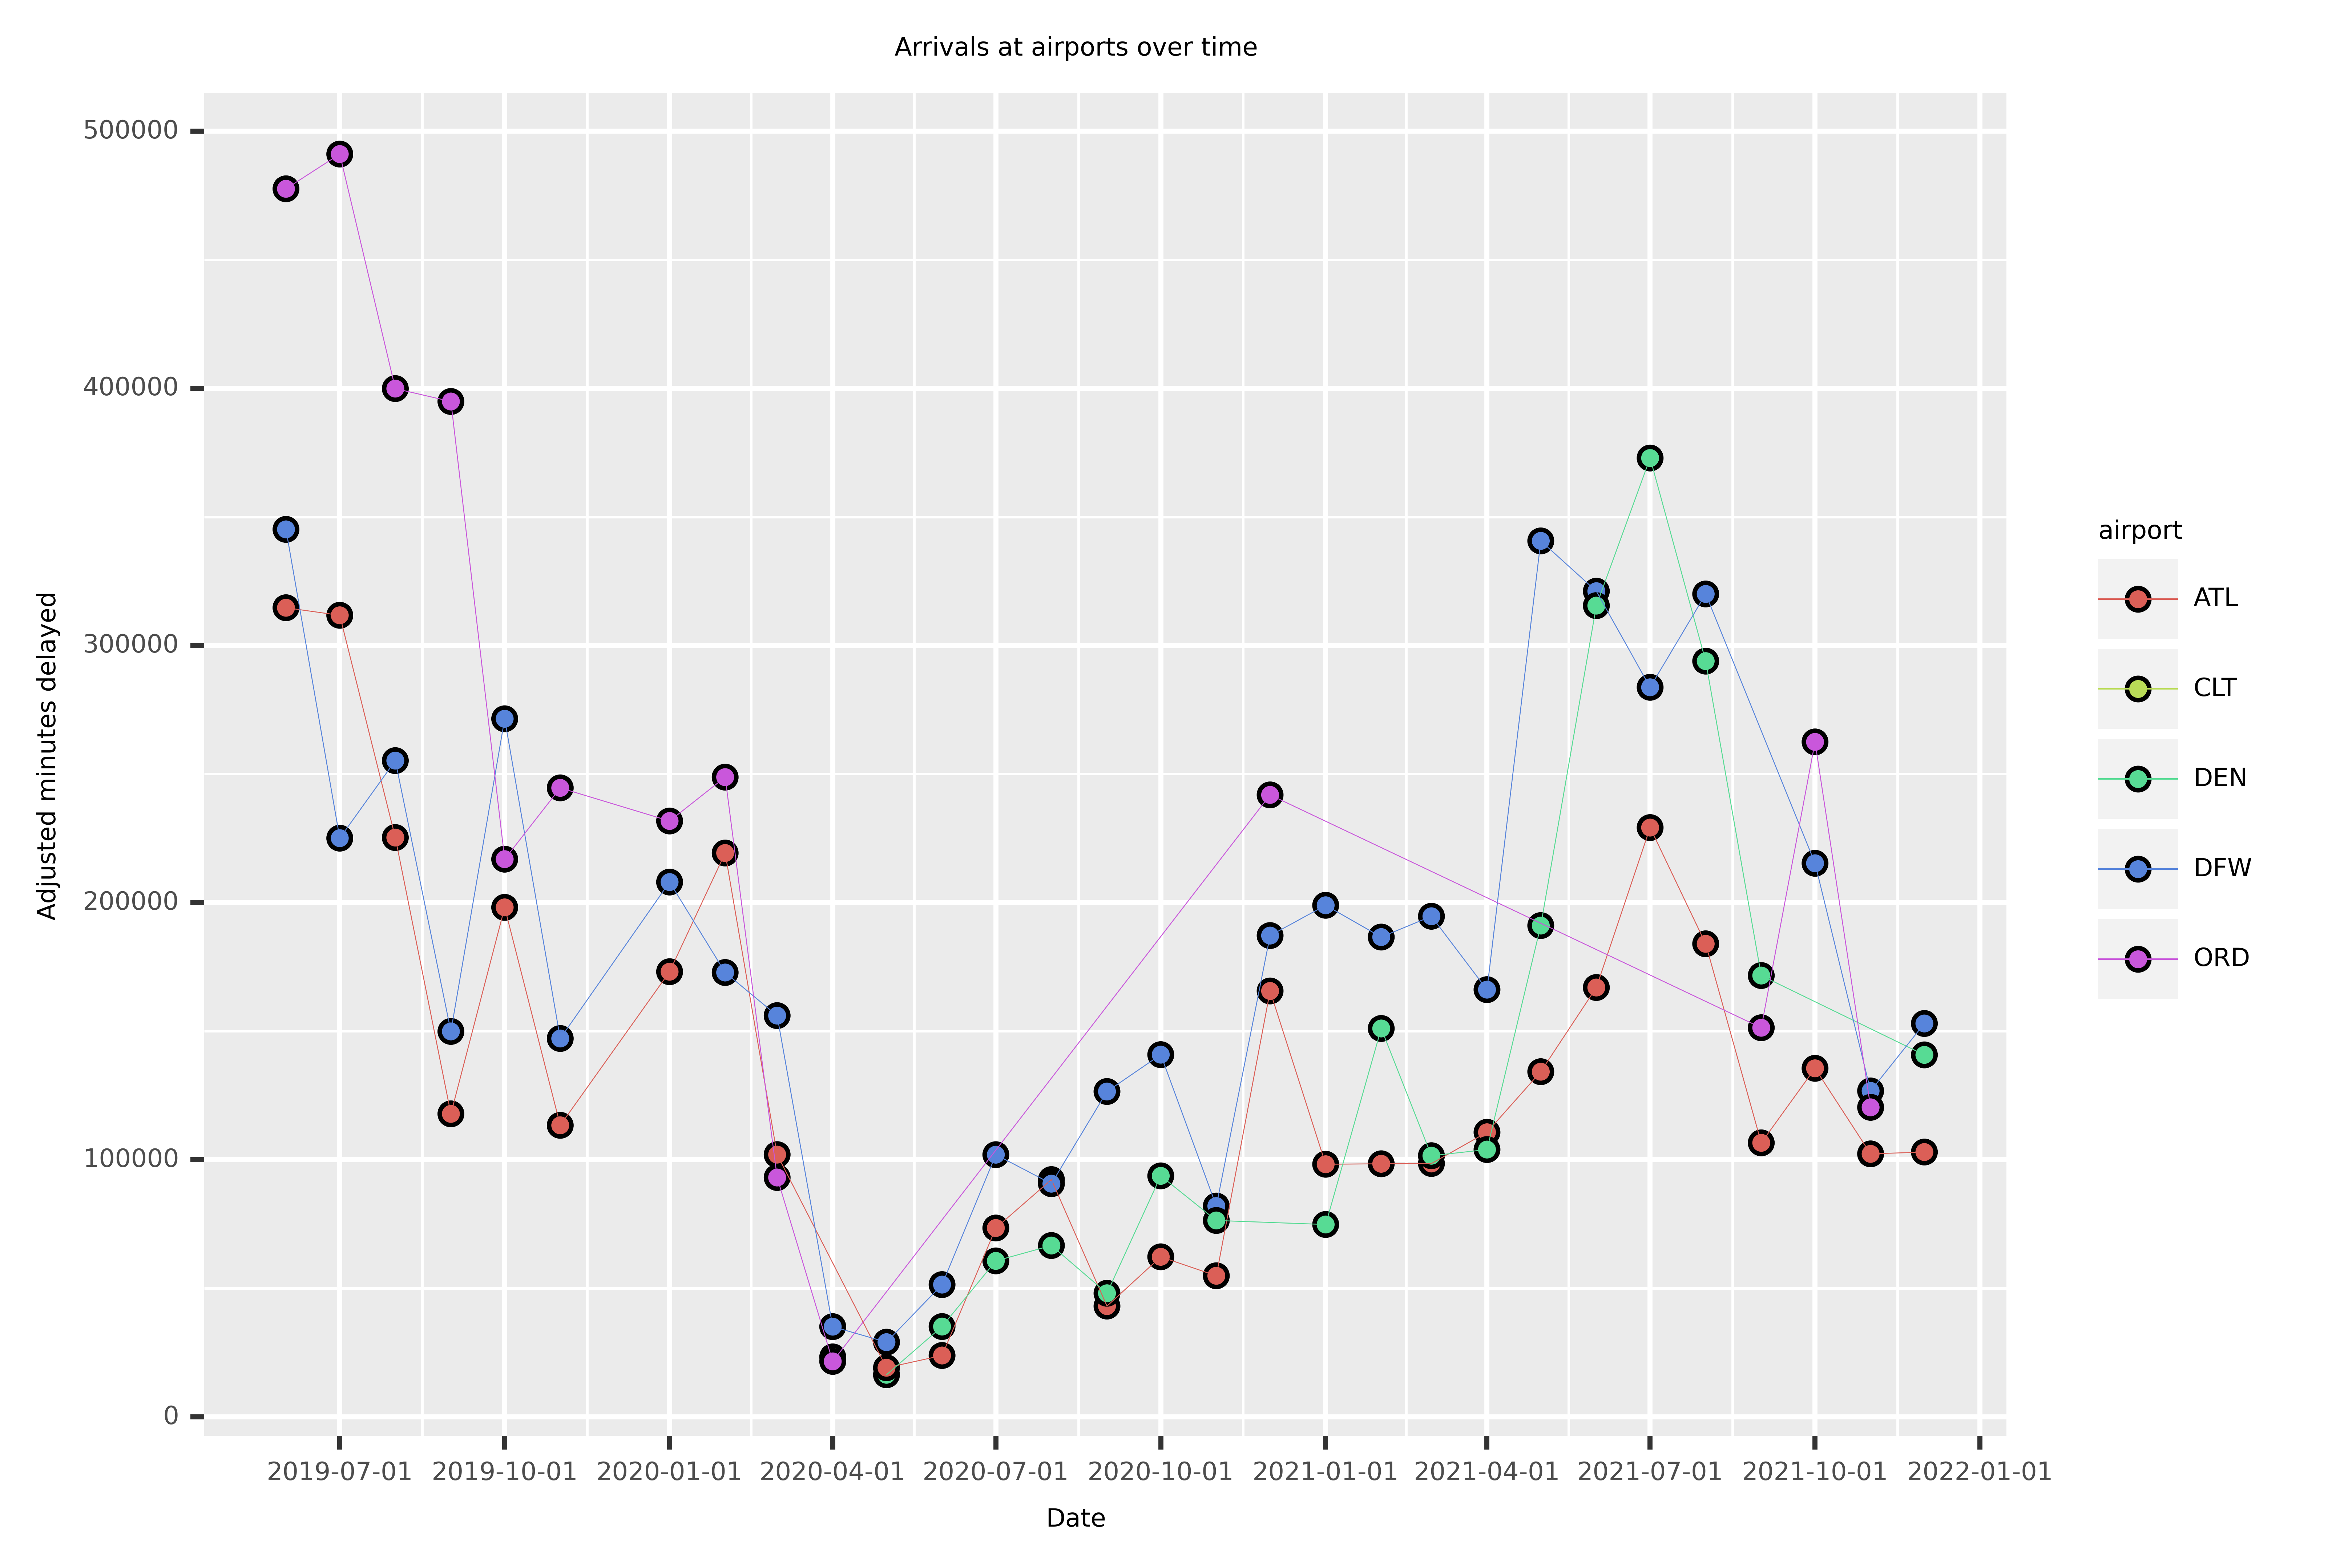 Arrivals at airports over time
500000
400000
300000
200000
100000
0
Adjusted minutes delayed
2019-07-01 2019-10-01 2020-01-01 2020-04-01 2020-07-01 2020-10-01 2021-01-01 2021-04-01 2021-07-01 2021-10-01 2022-01-01
Date
airport
ATL
CLT
DEN
DFW
ORD